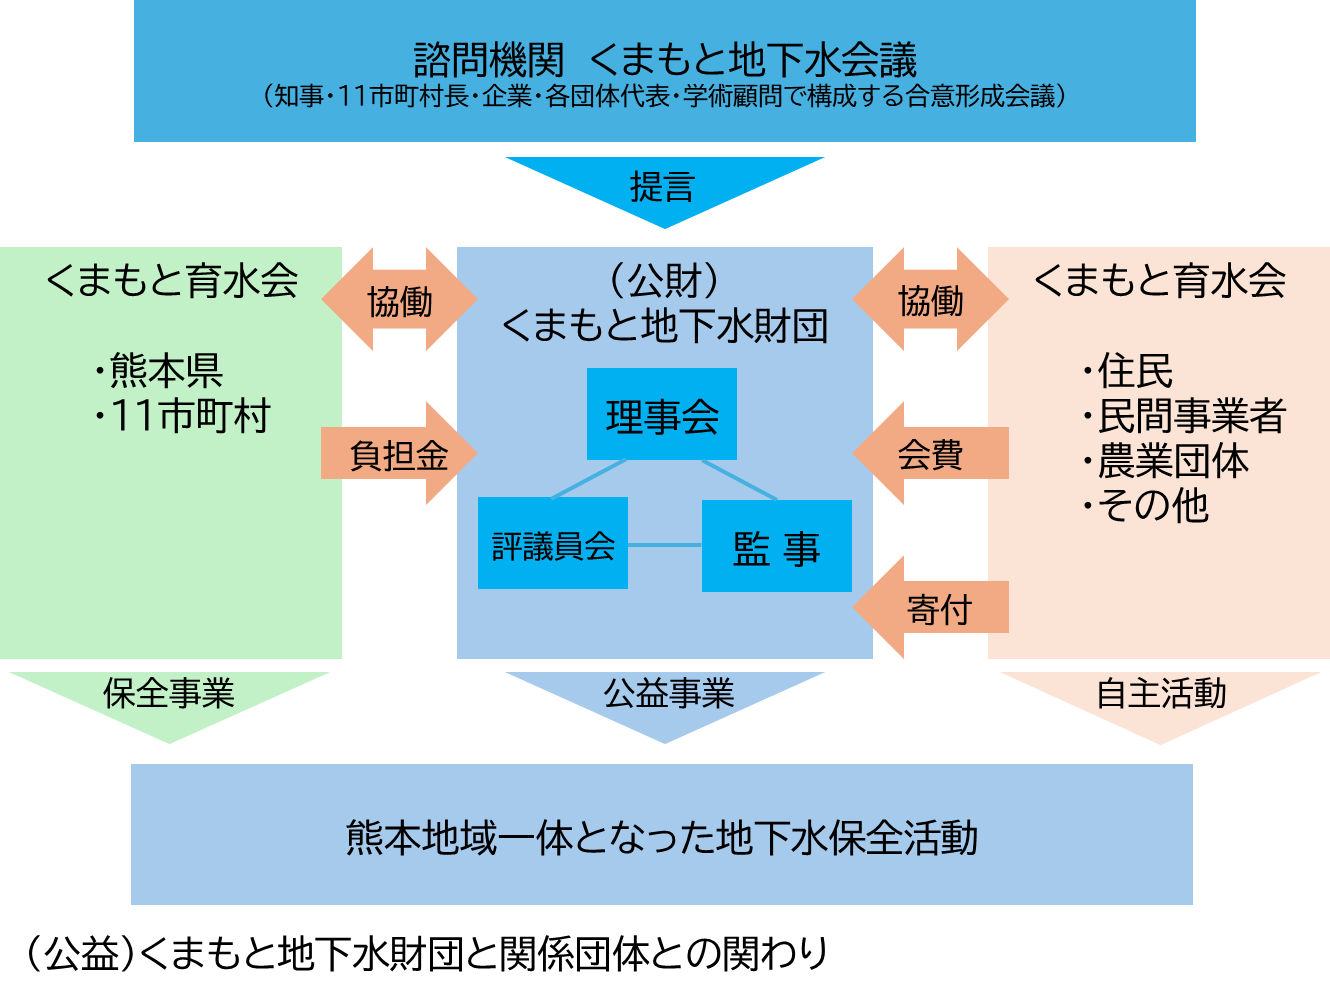 諮問機関　くまもと地下水会議
（知事・11市町村長・企業・各団体代表・学術顧問で構成する合意形成会議）
提言
くまもと育水会
・熊本県
・11市町村
協働
負担金
（公財）
くまもと地下水財団
理事会
評議員会
監 事
協働
会費
寄付
くまもと育水会
・住民
・民間事業者
・農業団体
・その他
保全事業
公益事業
自主活動
熊本地域一体となった地下水保全活動
（公益）くまもと地下水財団と関係団体との関わり